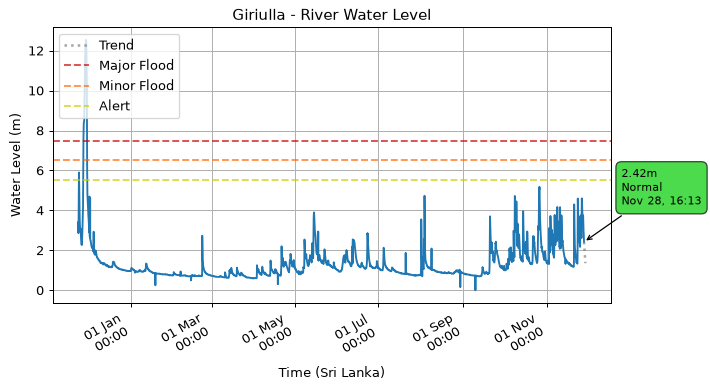 Giriulla - River Water Level
Trend
Major Flood
Minor Flood
Alert
Water Level (m)
12
10
8
6
4
2
0
2.42m
Normal
Nov 28, 16:13
01 Jan
00:00
01 Mar
00:00
01 May
00:00
01 Jul
00:00
01 Sep
00:00
01 Nov
00:00
Time (Sri Lanka)